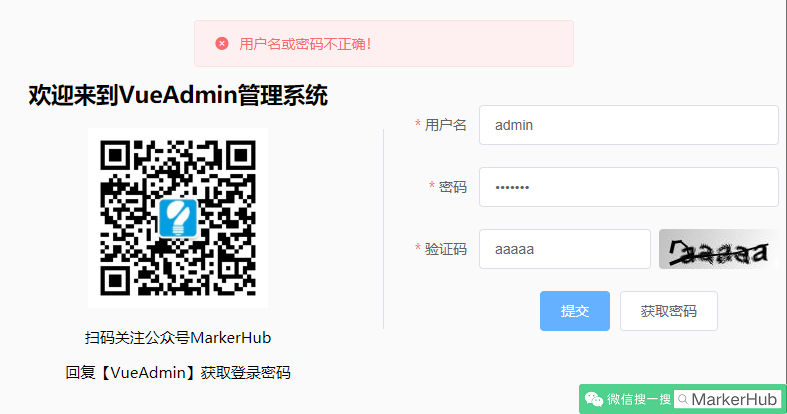 用户名或密码不正确！
欢迎来到VueAdmin管理系统
扫码关注公众号MarkerHub
回复【VueAdmin】获取登录密码
* 用户名
admin
* 密码
•••••••
* 验证码
aaaaa
aaaaa
提交
获取密码
微信搜一搜
MarkerHub